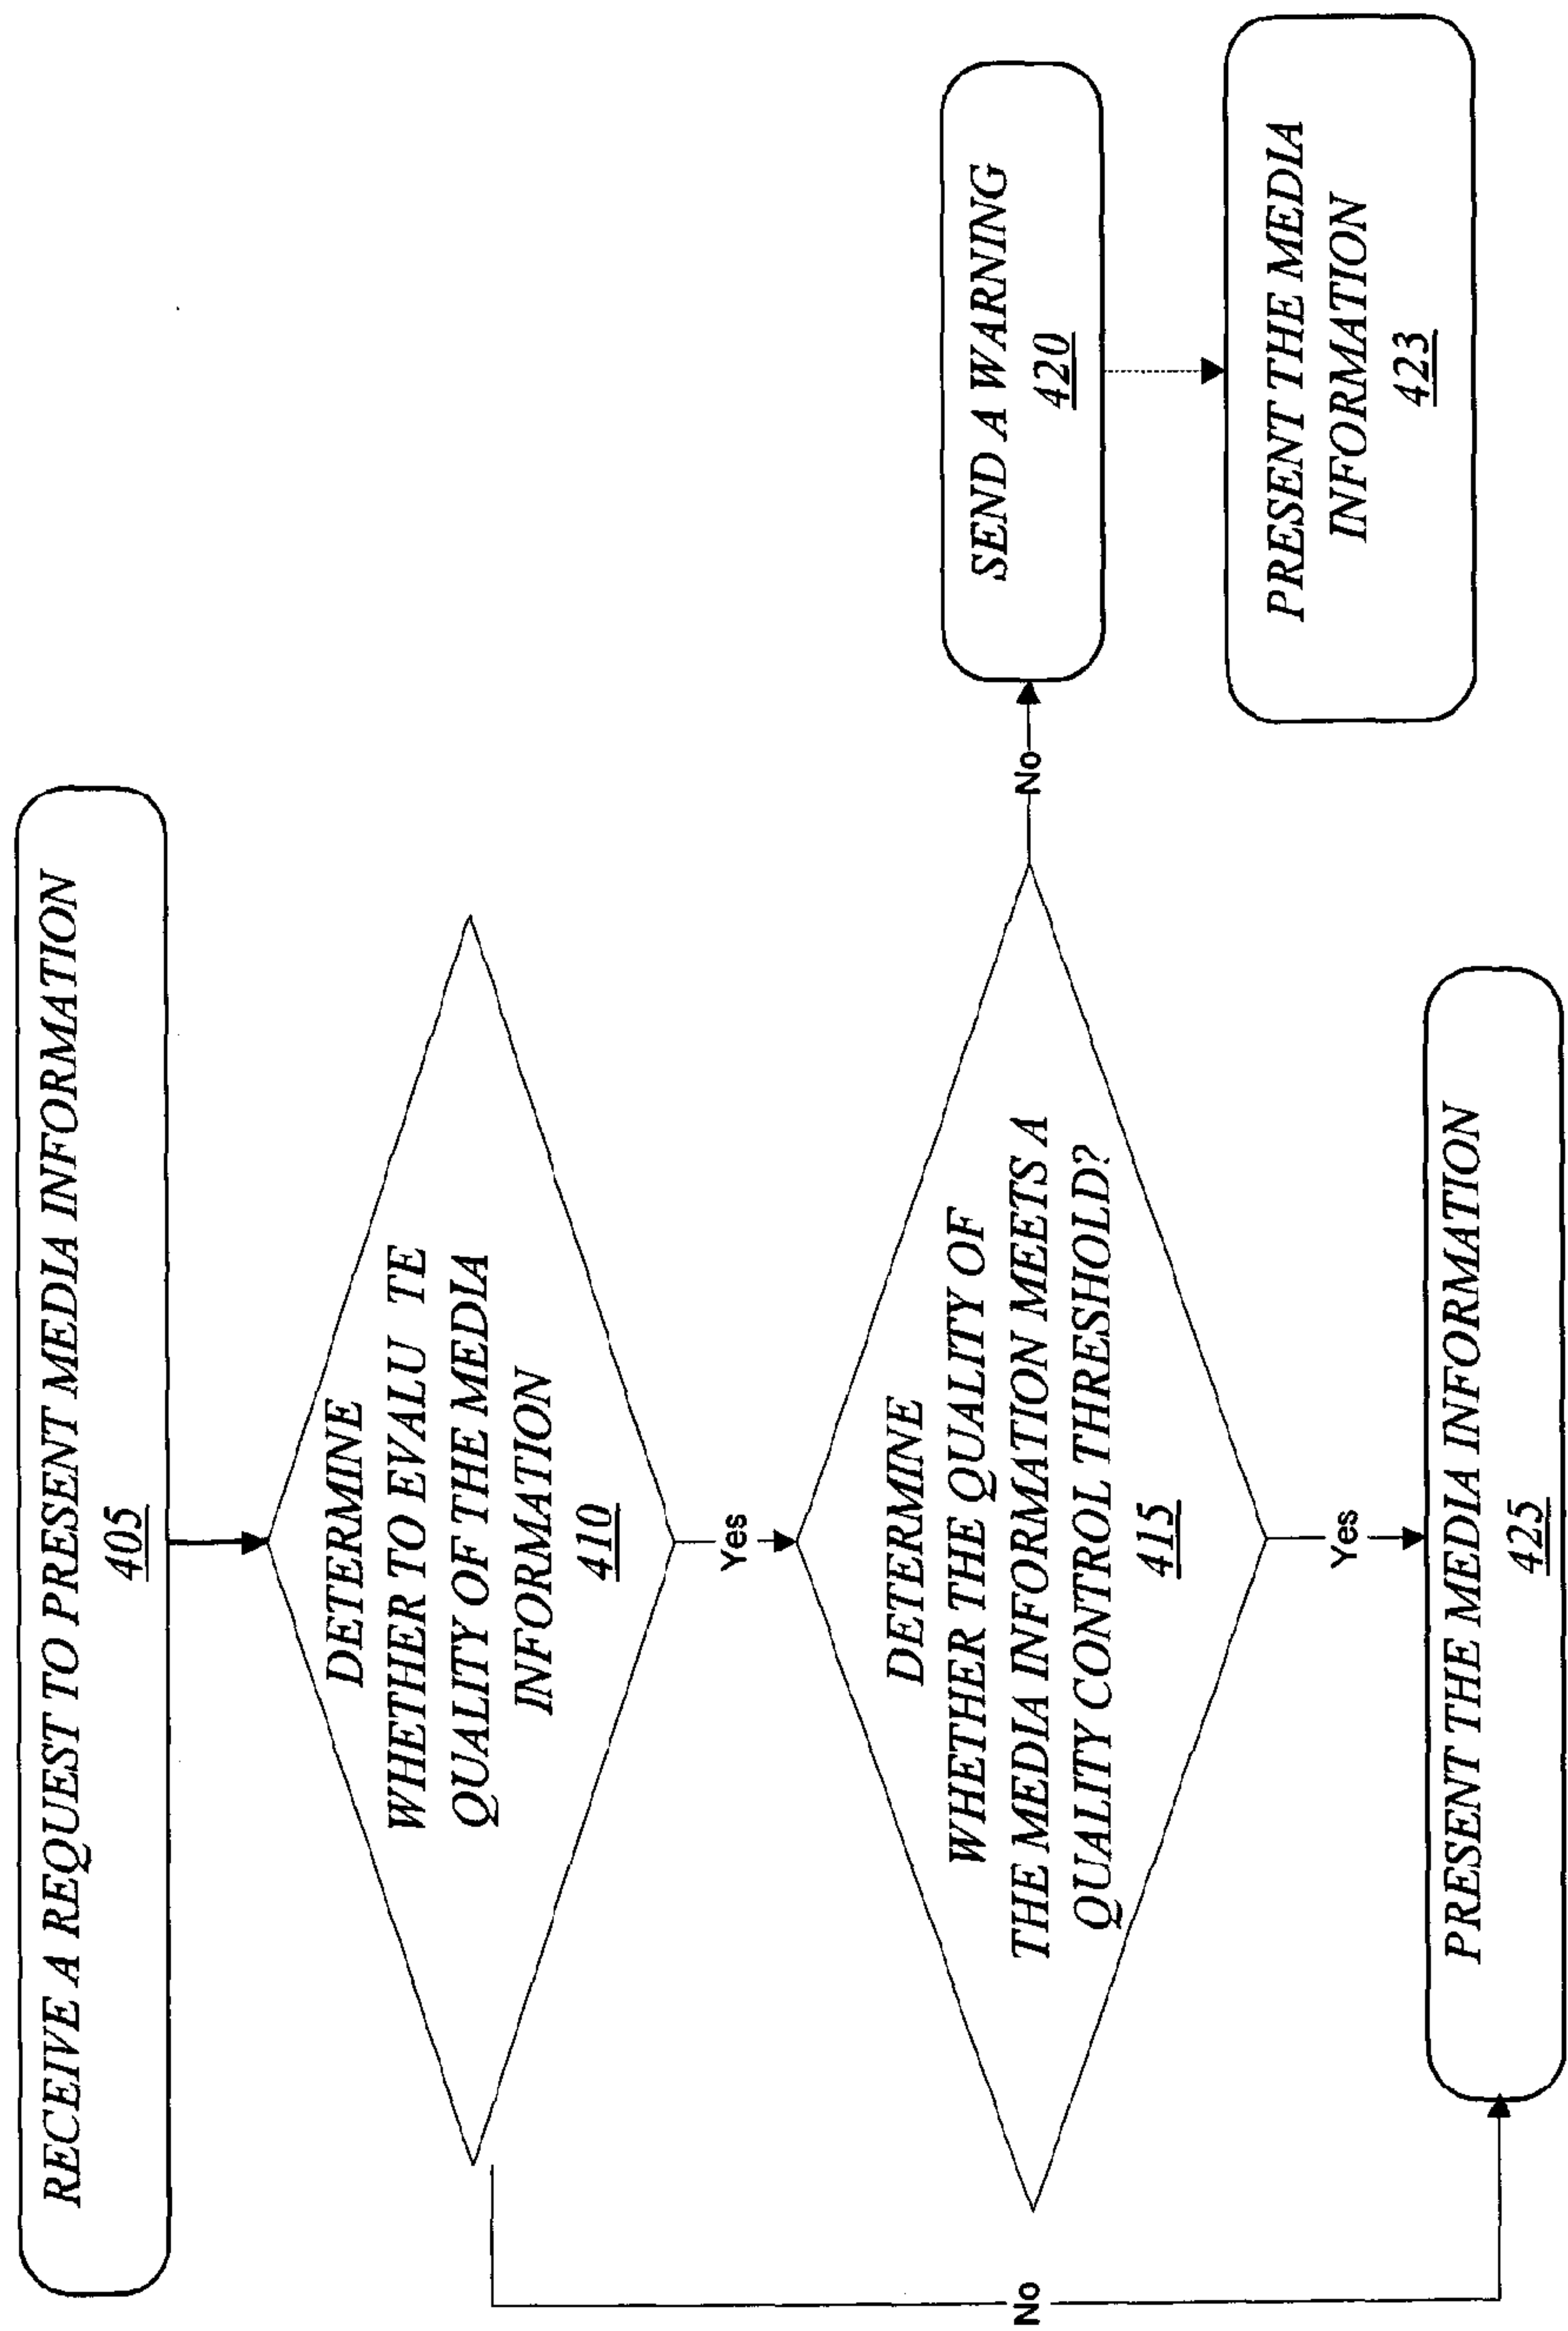 RECEIVE A REQUEST TO PRESENT MEDIA INFORMATION
405
DETERMINE
WHETHER TO EVALU TE
QUALITY OF THE MEDIA
INFORMATION
410
Yes
DETERMINE
WHETHER THE QUALITY OF
THE MEDIA INFORMATION MEETS A
QUALITY CONTROL THRESHOLD?
415
No
SEND A WARNING
420
PRESENT THE MEDIA
INFORMATION
423
No
Yes
PRESENT THE MEDIA INFORMATION
425